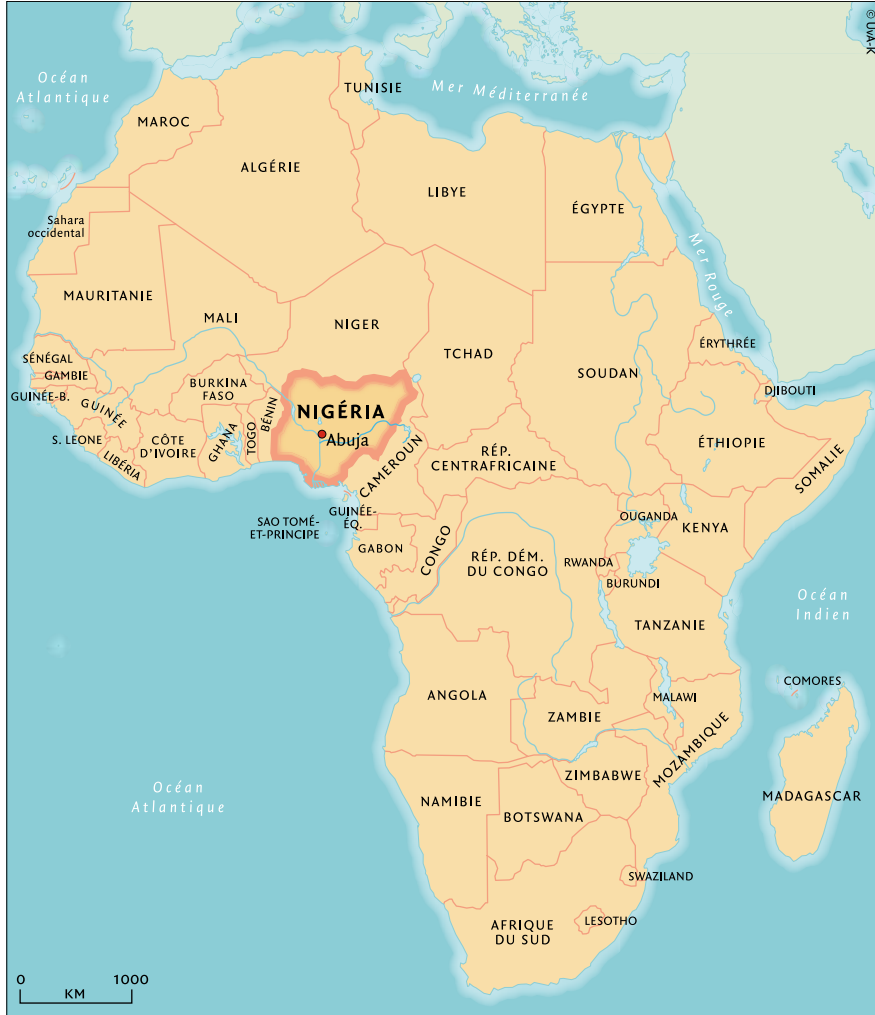 © UvA-K
Océan
Atlantique
Mer Méditerranée
TUNISIE
MAROC
ALGÉRIE
LIBYE
ÉGYPTE
Sahara
occidental
Mer Rouge
MAURITANIE
MALI
NIGER
TCHAD
SOUDAN
ÉRYTHRÉE
SÉNÉGAL
GAMBIE
GUINÉE-B.
GUINÉE
BURKINA
FASO
BÉNIN
NIGÉRIA
Abuja
DJIBOUTI
S. LEONE
LIBÉRIA
CÔTE
D'IVOIRE
GHANA
TOGO
CAMEROUN
RÉP.
CENTRAFRICAINE
ÉTHIOPIE
SOMALIE
SAO TOMÉ-
ET-PRINCIPE
GUINÉE-
ÉQ.
GABON
CONGO
RÉP. DÉM.
DU CONGO
OUGANDA
KENYA
RWANDA
BURUNDI
TANZANIE
Océan
Indien
ANGOLA
ZAMBIE
MALAWI
COMORES
MOZAMBIQUE
Océan
Atlantique
NAMIBIE
BOTSWANA
ZIMBABWE
MADAGASCAR
SWAZILAND
LESOTHO
AFRIQUE
DU SUD
0 1000
KM